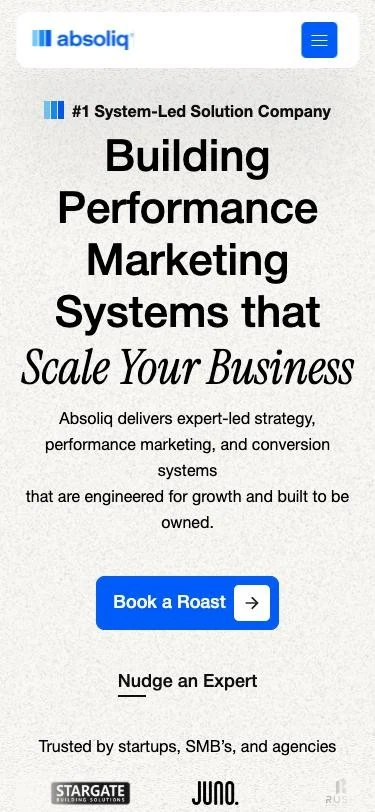 absoliq
#1 System-Led Solution Company
Building
Performance
Marketing
Systems that
Scale Your Business
Absoliq delivers expert-led strategy,
performance marketing, and conversion
systems
that are engineered for growth and built to be
owned.
Book a Roast
Nudge an Expert
Trusted by startups, SMB's, and agencies
STARGATE
BUILDING SOLUTIONS
JUNO.
RUS